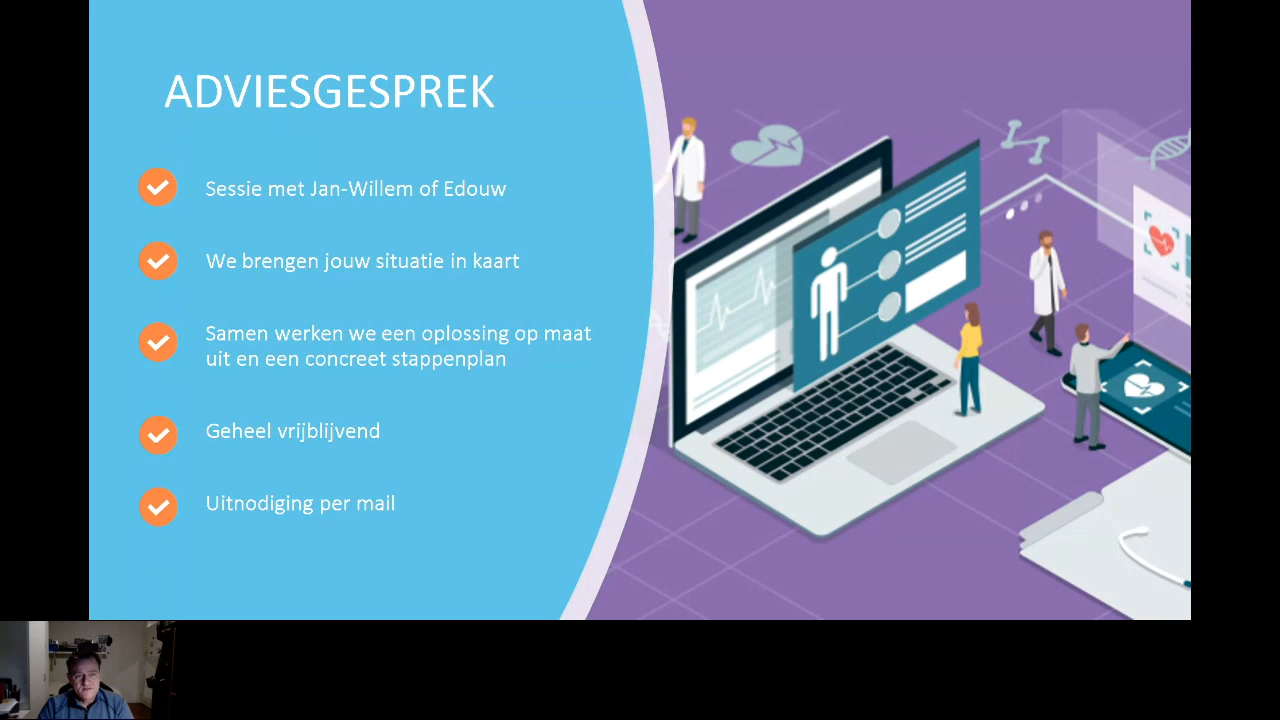 ADVIESGESPREK
Sessie met Jan-Willem of Edouw
We brengen jouw situatie in kaart
Samen werken we een oplossing op maat
uit en een concreet stappenplan
Geheel vrijblijvend
Uitnodiging per mail